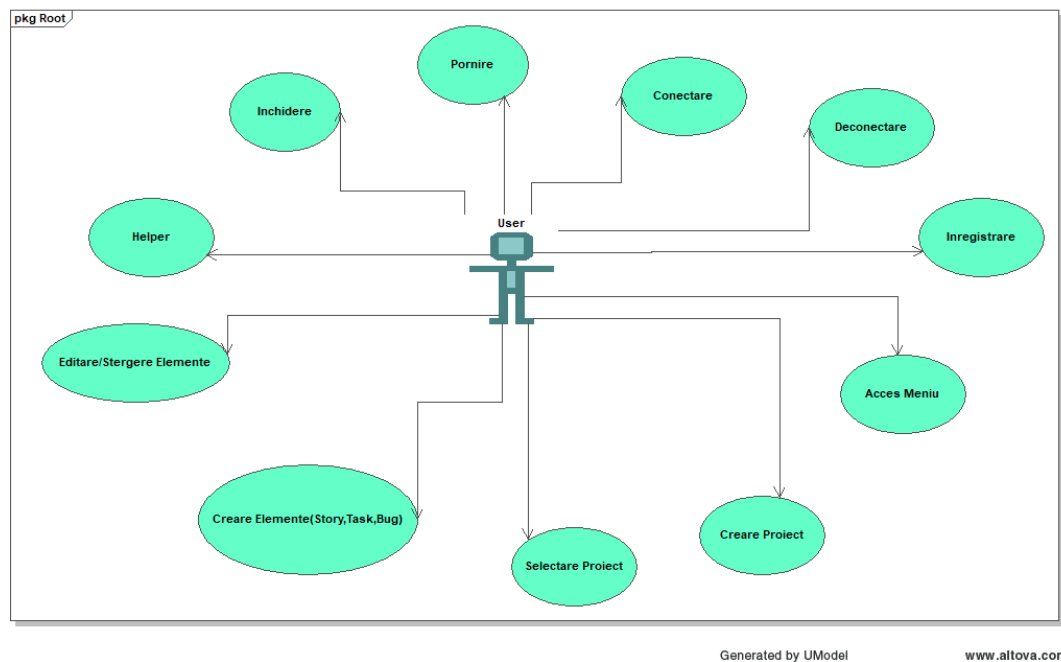 pkg Root
Pornire
Conectare
Inchidere
Deconectare
User
Helper
Inregistrare
Editare/Stergere Elemente
Acces Meniu
Creare Elemente(Story,Task,Bug)
Creare Proiect
Selectare Proiect
Generated by UModel
www.altova.cor